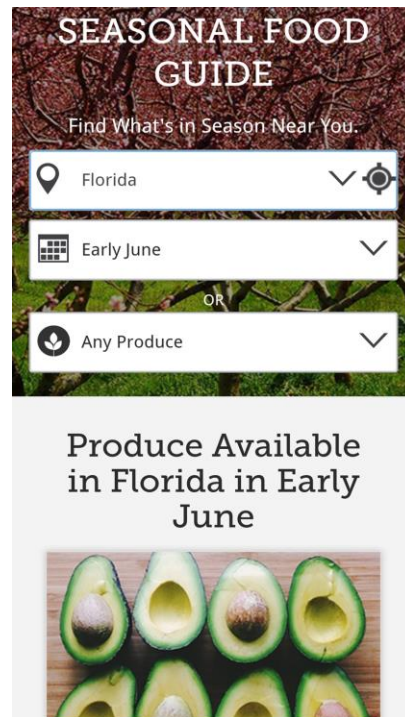 SEASONAL FOOD
GUIDE
Find What's in Season Near You.
Florida
Early June
OR
Any Produce
Produce Available
in Florida in Early
June